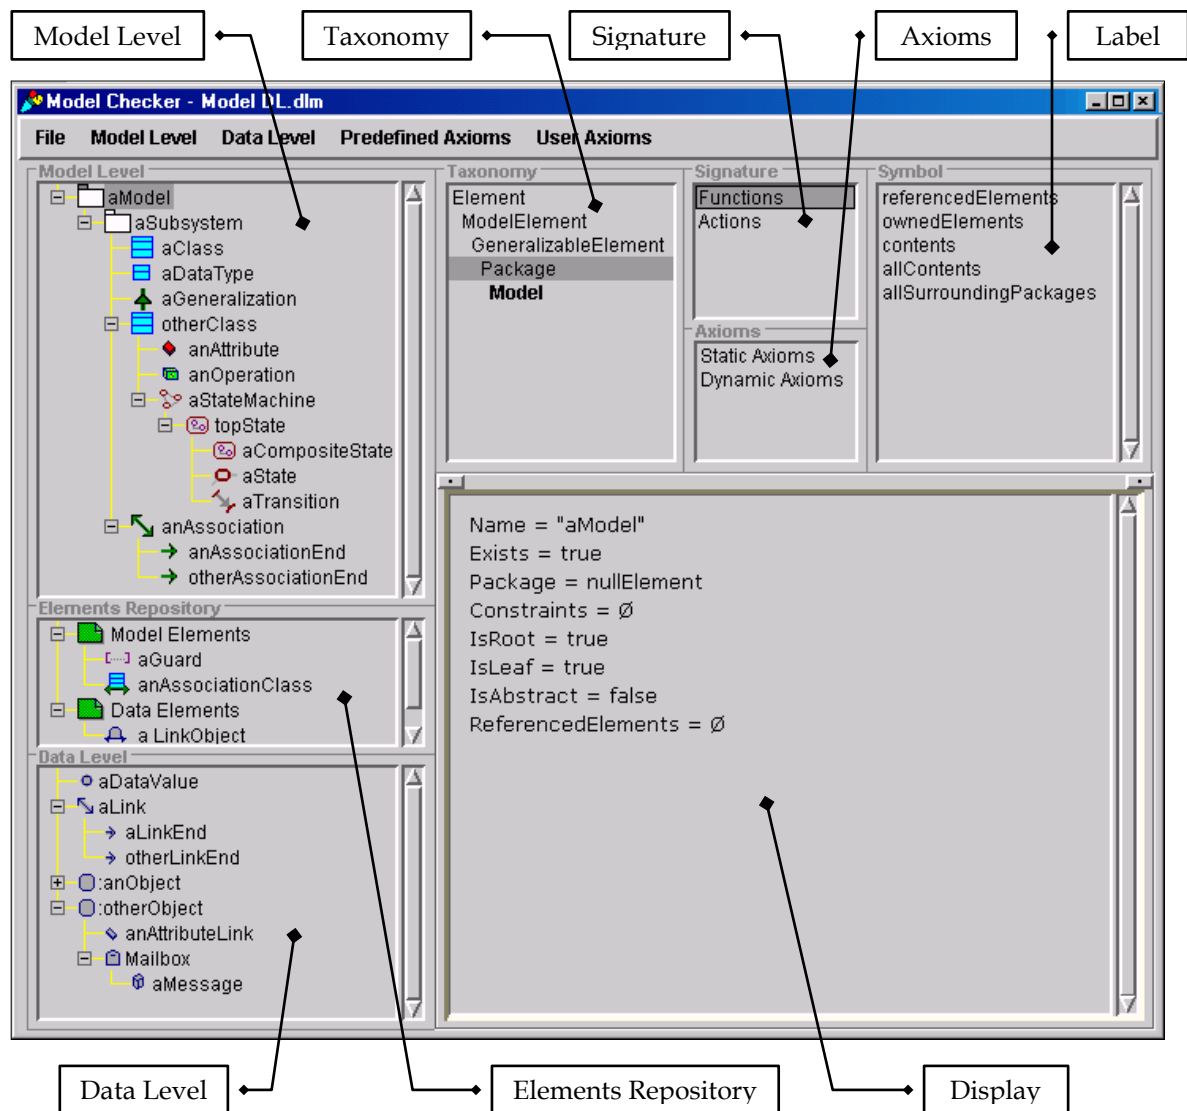 Model Level
Taxonomy
Signature
Axioms
Label
Model Checker - Model DL.dlm
File Model Level Data Level Predefined Axioms User Axioms
Model Level
aModel
aSubsystem
aClass
aDataType
aGeneralization
otherClass
anAttribute
anOperation
aStateMachine
topState
aCompositeState
aState
aTransition
anAssociation
anAssociationEnd
otherAssociationEnd
Elements Repository
Model Elements
aGuard
anAssociationClass
Data Elements
a LinkObject
Data Level
aDataValue
aLink
aLinkEnd
otherLinkEnd
:anObject
:otherObject
anAttributeLink
Mailbox
aMessage
Taxonomy
Element
ModelElement
GeneralizableElement
Package
Model
Signature
Functions
Actions
Axioms
Static Axioms
Dynamic Axioms
Symbol
referencedElements
ownedElements
contents
allContents
allSurroundingPackages
Name = "aModel"
Exists = true
Package = nullElement
Constraints = Ø
IsRoot = true
IsLeaf = true
IsAbstract = false
ReferencedElements = Ø
Data Level
Elements Repository
Display